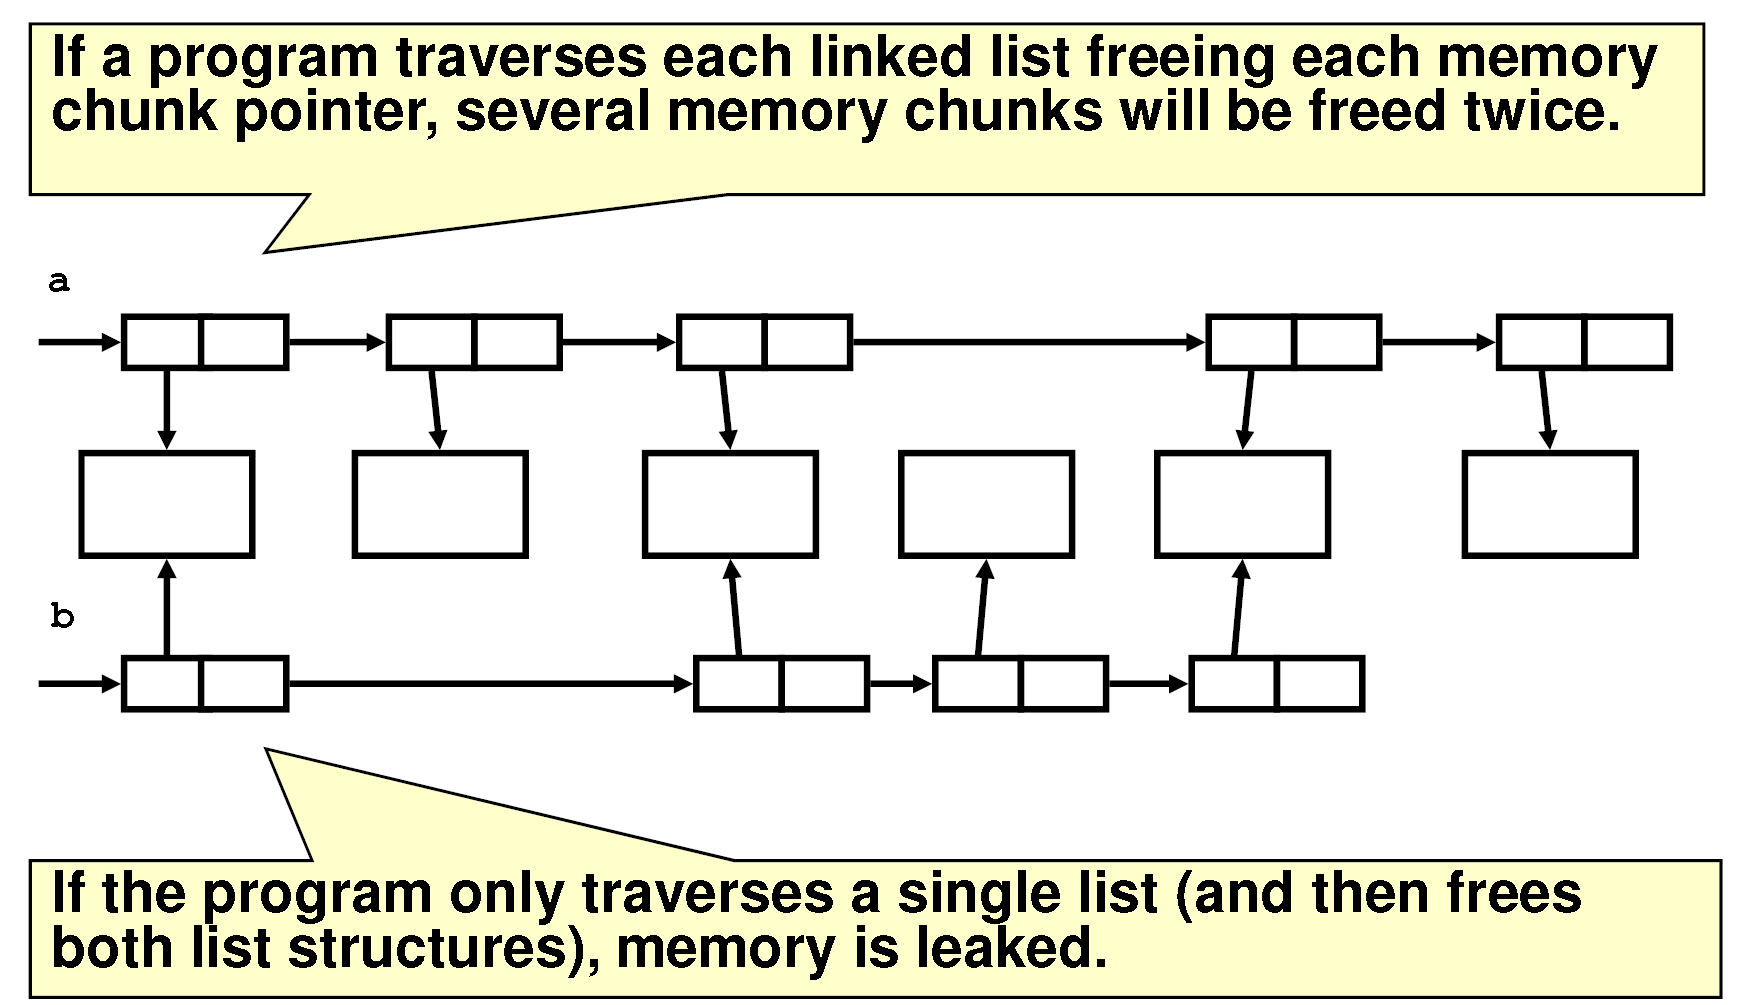 If a program traverses each linked list freeing each memory
chunk pointer, several memory chunks will be freed twice.
a
b
If the program only traverses a single list (and then frees
both list structures), memory is leaked.